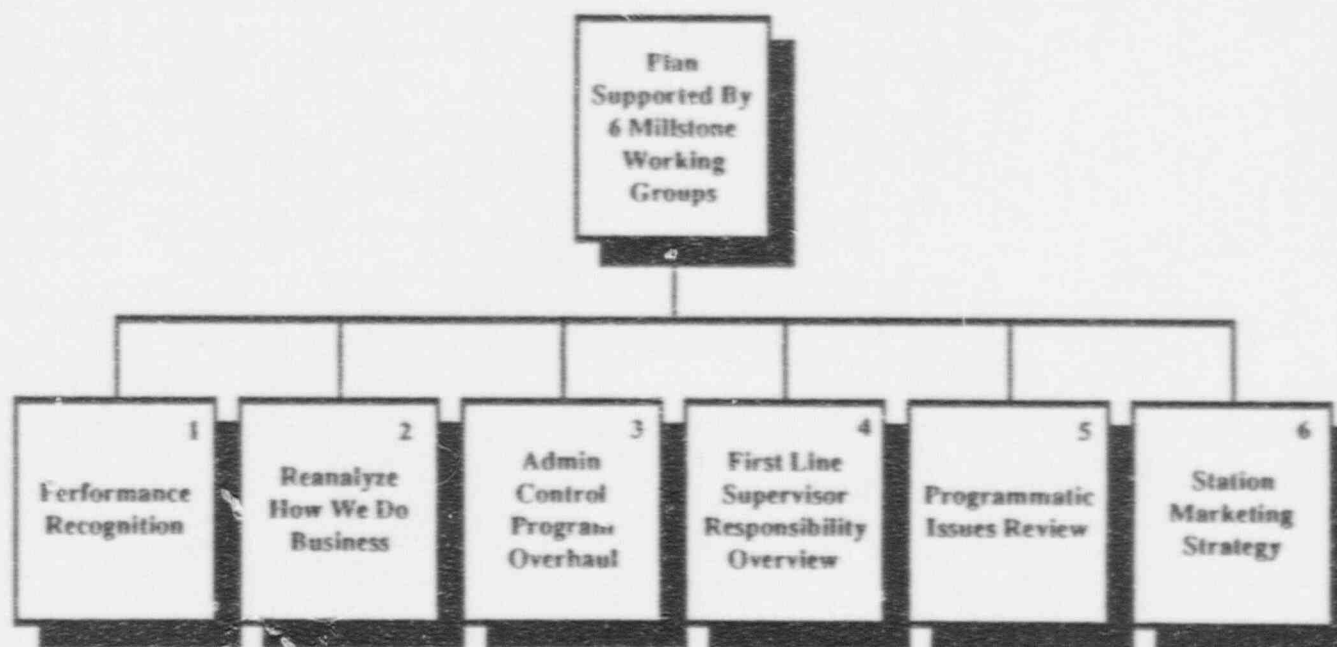 Plan
Supported By
6 Millstone
Working
Groups
1
Performance
Recognition
2
Reanalyze
How We Do
Business
3
Admin
Control
Program
Overhaul
4
First Line
Supervisor
Responsibility
Overview
5
Programmatic
Issues Review
6
Station
Marketing
Strategy